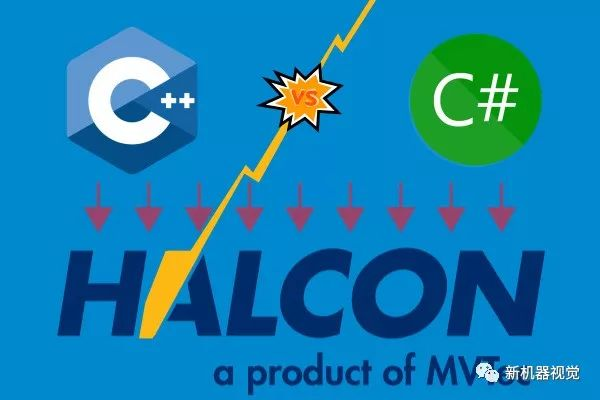 C++
VS
C#
HALCON
a product of MVTec
新机器视觉